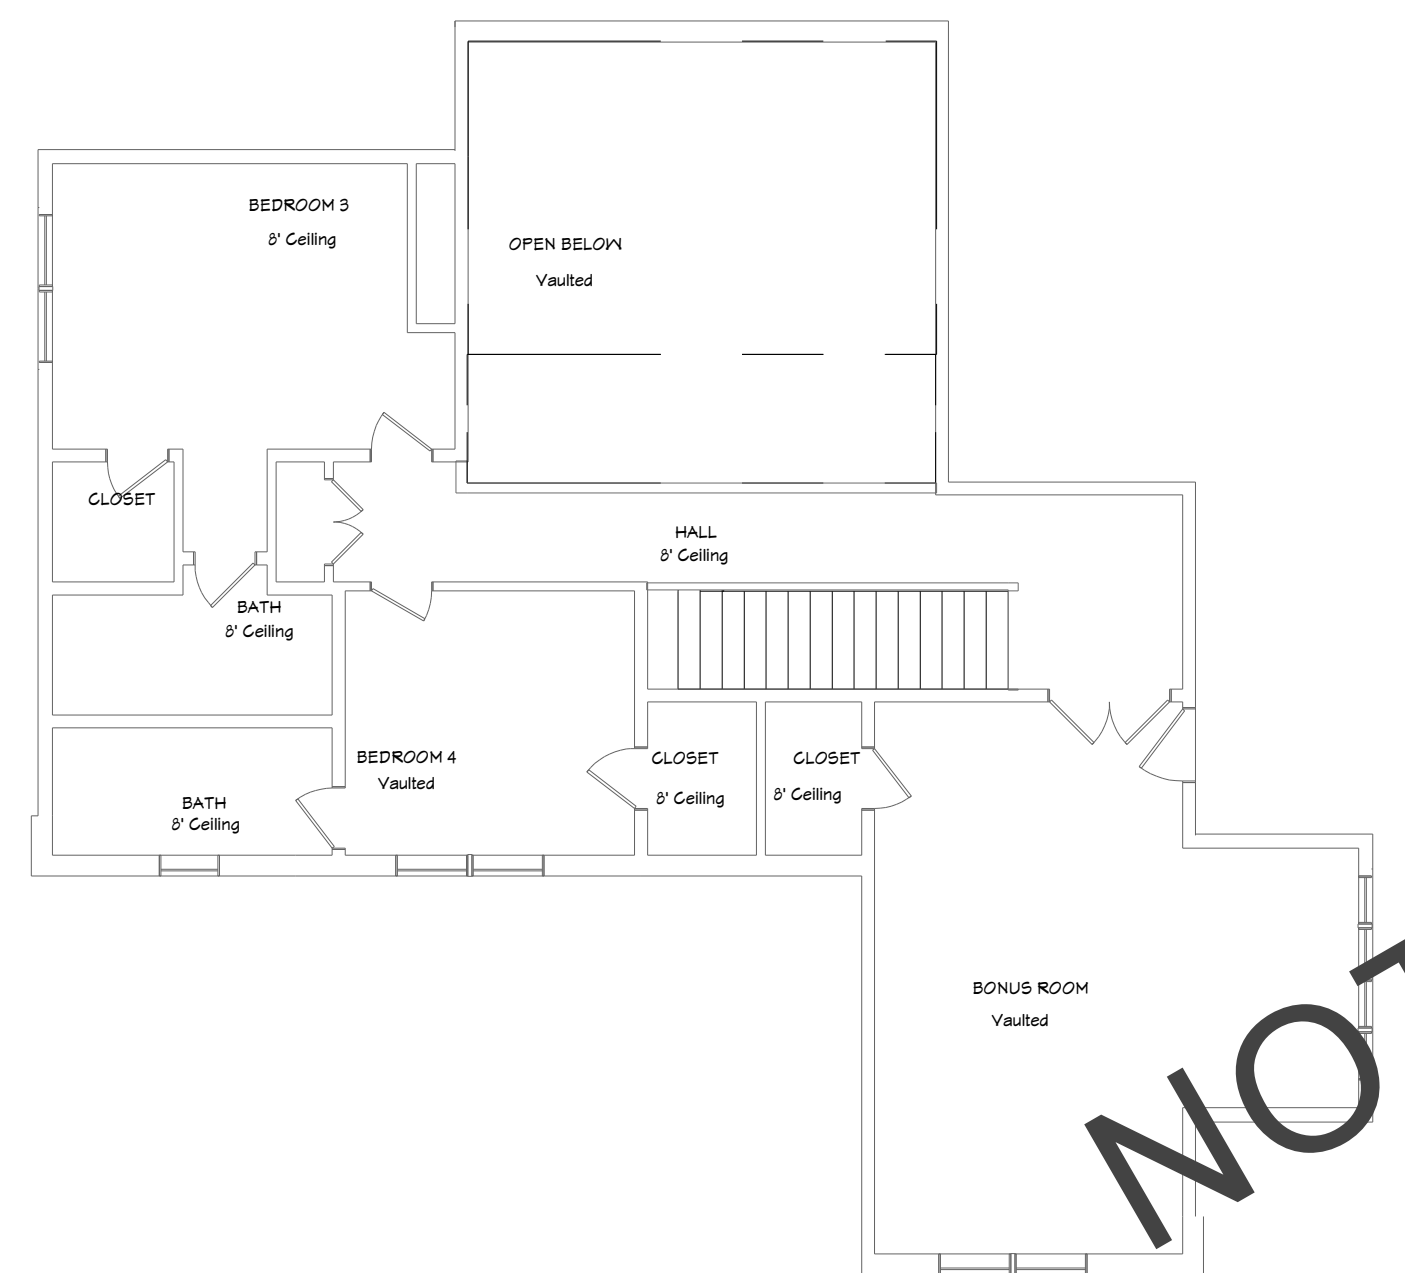 BEDROOM 3
8' Ceiling
OPEN BELOW
Vaulted
CLOSET
HALL
8' Ceiling
BATH
8' Ceiling
BEDROOM 4
Vaulted
CLOSET
8' Ceiling
CLOSET
8' Ceiling
BATH
8' Ceiling
BONUS ROOM
Vaulted
NO